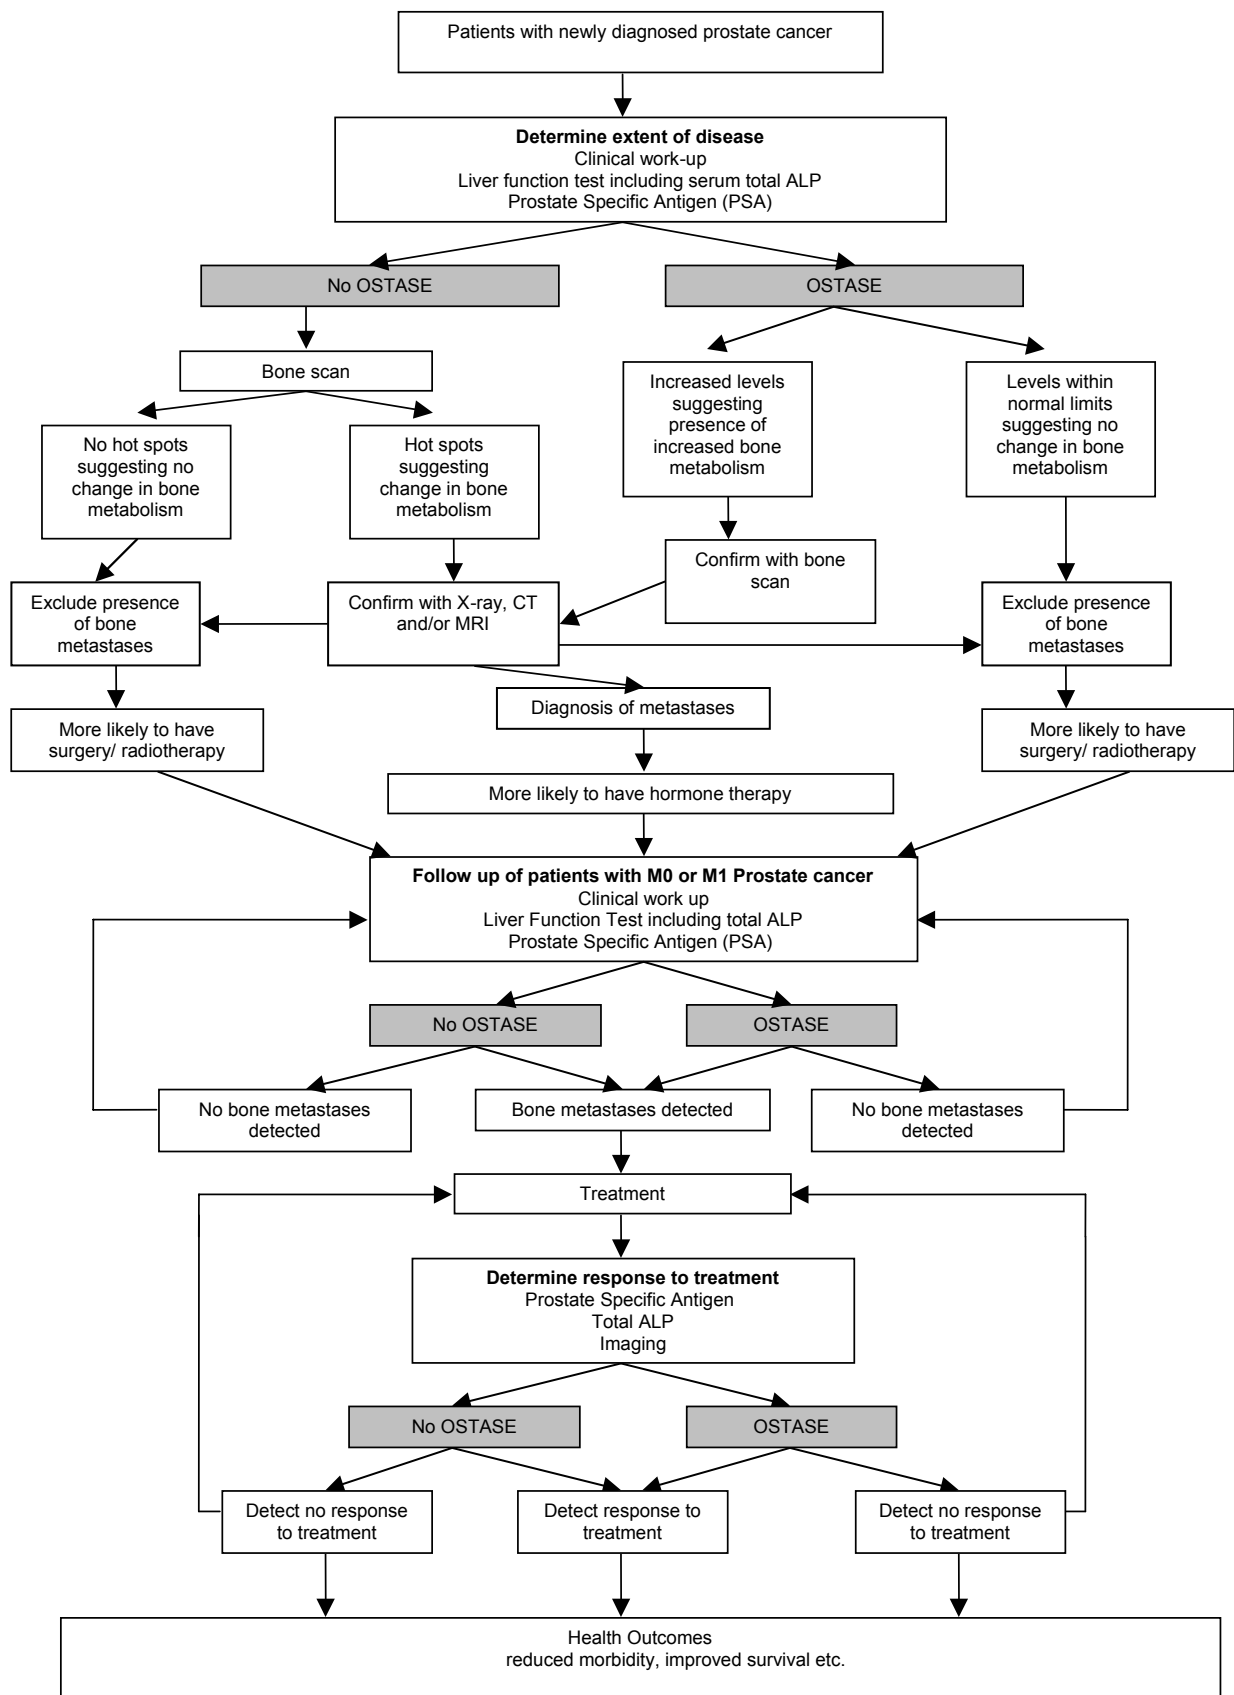 Patients with newly diagnosed prostate cancer
Determine extent of disease
Clinical work-up
Liver function test including serum total ALP
Prostate Specific Antigen (PSA)
No OSTASE
OSTASE
Bone scan
Increased levels
suggesting
presence of
increased bone
metabolism
Levels within
normal limits
suggesting no
change in bone
metabolism
No hot spots
suggesting no
change in bone
metabolism
Hot spots
suggesting
change in bone
metabolism
Confirm with bone
scan
Exclude presence
of bone
metastases
Confirm with X-ray, CT
and/or MRI
Exclude presence
of bone
metastases
Diagnosis of metastases
More likely to have
surgery/ radiotherapy
More likely to have
surgery/ radiotherapy
More likely to have hormone therapy
Follow up of patients with M0 or M1 Prostate cancer
Clinical work up
Liver Function Test including total ALP
Prostate Specific Antigen (PSA)
No OSTASE
OSTASE
No bone metastases
detected
Bone metastases detected
No bone metastases
detected
Treatment
Determine response to treatment
Prostate Specific Antigen
Total ALP
Imaging
No OSTASE
OSTASE
Detect no response
to treatment
Detect response to
treatment
Detect no response
to treatment
Health Outcomes
reduced morbidity, improved survival etc.